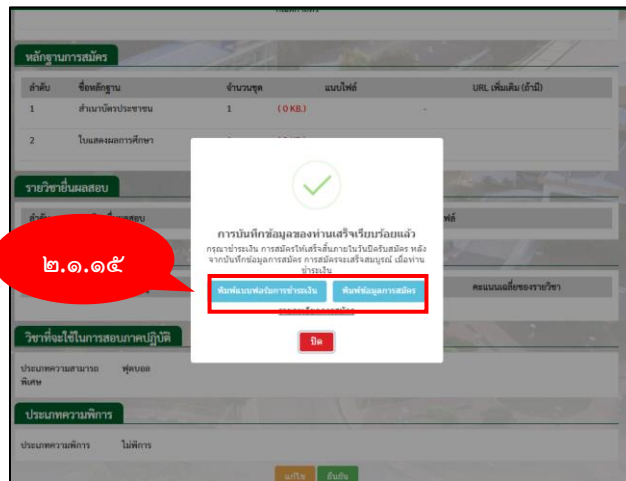 หลักฐานการสมัคร
ลำดับ ชื่อหลักฐาน จำนวนชุด แนบไฟล์ URL เพิ่มเติม (ถ้ามี)
1 สำเนาบัตรประชาชน 1 ( 0 KB.) -
2 ใบแสดงผลการศึกษา
รายวิชายื่นผลสอบ
การบันทึกข้อมูลของท่านเสร็จเรียบร้อยแล้ว
กรุณาชำระเงิน การสมัครให้เสร็จสิ้นภายในวันปิดรับสมัคร หลัง
จากบันทึกข้อมูลการสมัคร การสมัครจะเสร็จสมบูรณ์ เมื่อท่าน
ชำระเงิน
๒.๑.๑๕
พิมพ์แบบฟอร์มการชำระเงิน พิมพ์ข้อมูลการสมัคร
คะแนนเฉลี่ยของรายวิชา
ปิด
วิชาที่จะใช้ในการสอบภาคปฏิบัติ
ประเภทความสามารถ ฟุตบอล
พิเศษ
ประเภทความพิการ
ประเภทความพิการ ไม่พิการ
แก้ไข ยืนยัน